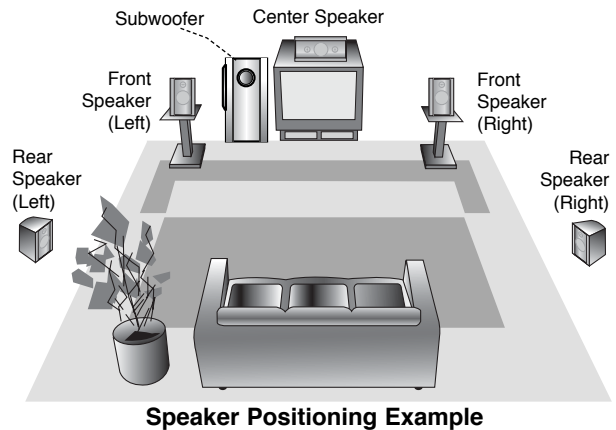 Subwoofer
Center Speaker
Front
Speaker
(Left)
Front
Speaker
(Right)
Rear
Speaker
(Left)
Rear
Speaker
(Right)
Speaker Positioning Example